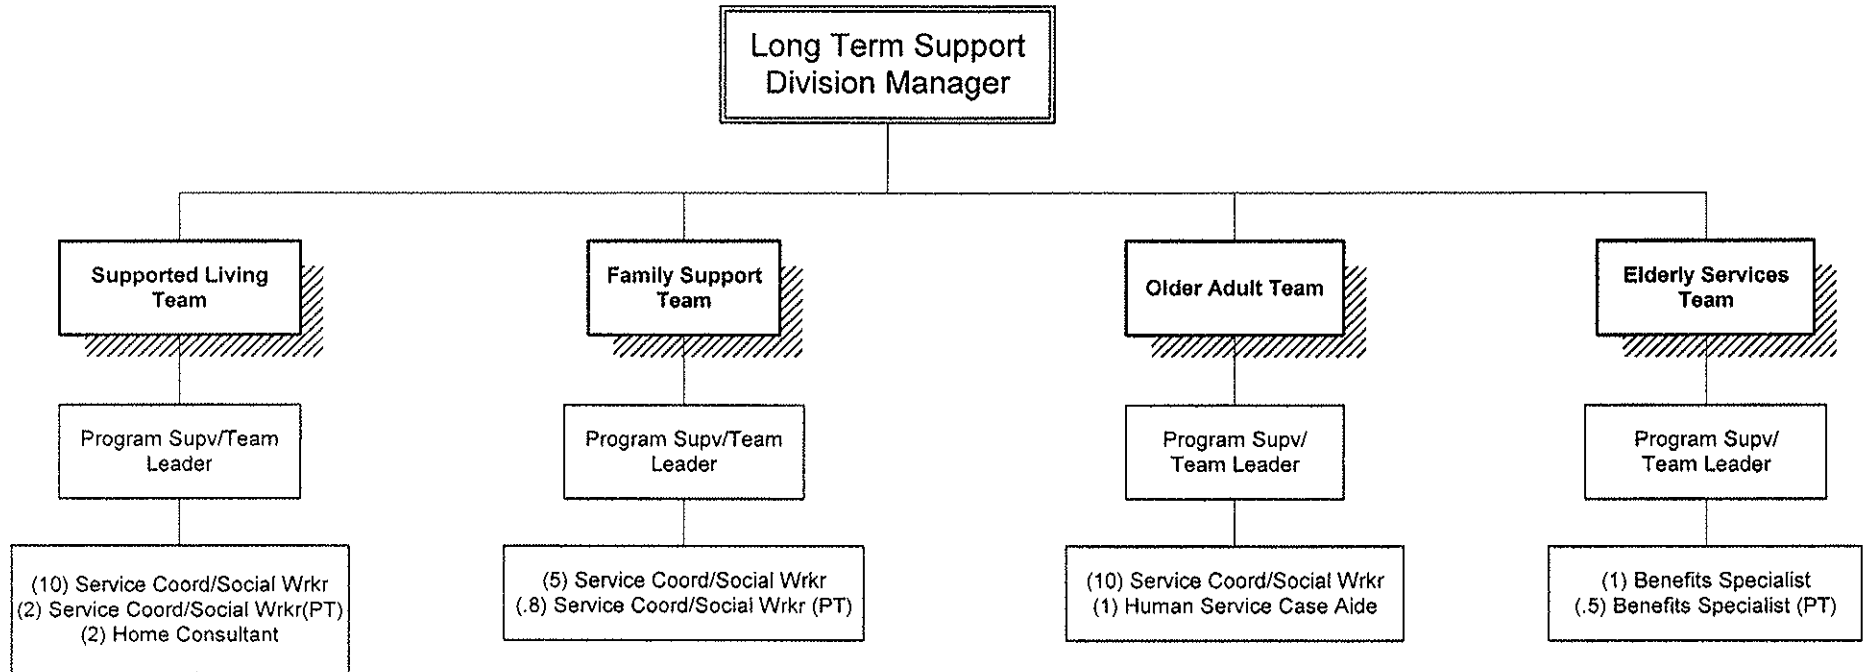 Long Term Support
Division Manager
Supported Living
Team
Family Support
Team
Older Adult Team
Elderly Services
Team
Program Supv/Team
Leader
Program Supv/Team
Leader
Program Supv/
Team Leader
Program Supv/
Team Leader
(10) Service Coord/Social Wrkr
(2) Service Coord/Social Wrkr(PT)
(2) Home Consultant
(5) Service Coord/Social Wrkr
(.8) Service Coord/Social Wrkr (PT)
(10) Service Coord/Social Wrkr
(1) Human Service Case Aide
(1) Benefits Specialist
(.5) Benefits Specialist (PT)